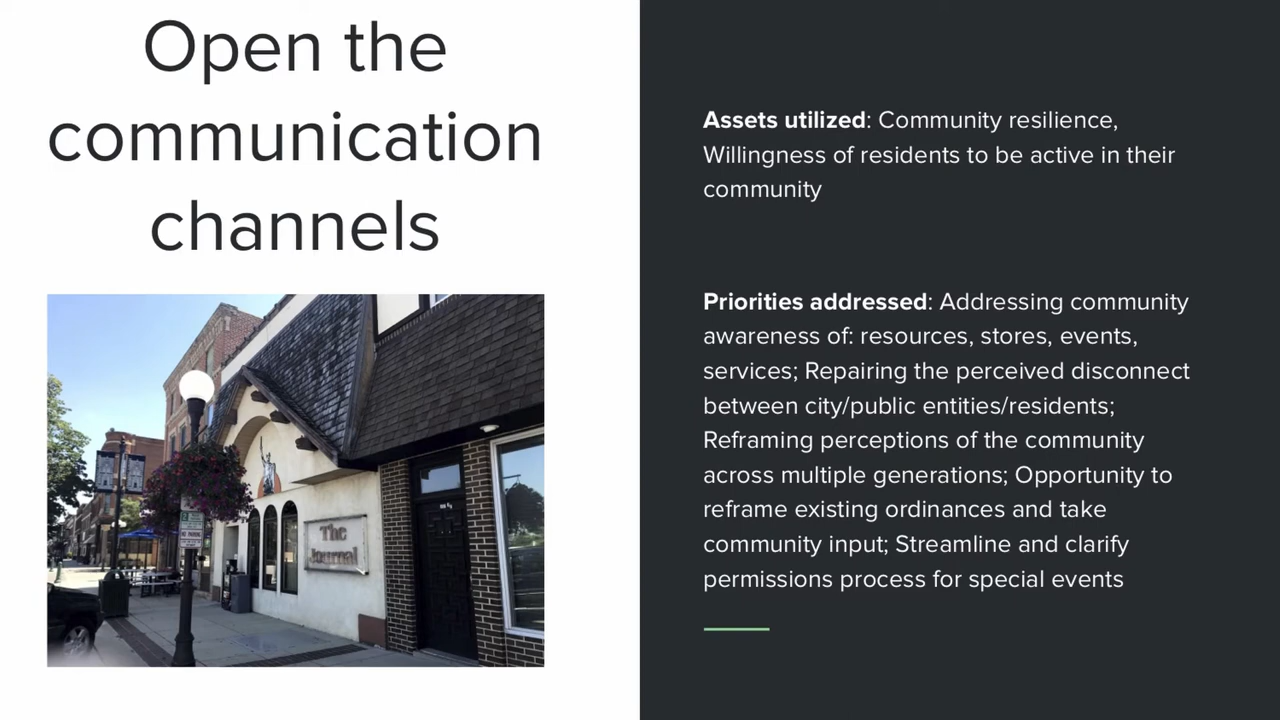 Open the
communication
channels
The
Journal
Assets utilized: Community resilience,
Willingness of residents to be active in their
community
Priorities addressed: Addressing community
awareness of: resources, stores, events,
services; Repairing the perceived disconnect
between city/public entities/residents;
Reframing perceptions of the community
across multiple generations; Opportunity to
reframe existing ordinances and take
community input; Streamline and clarify
permissions process for special events